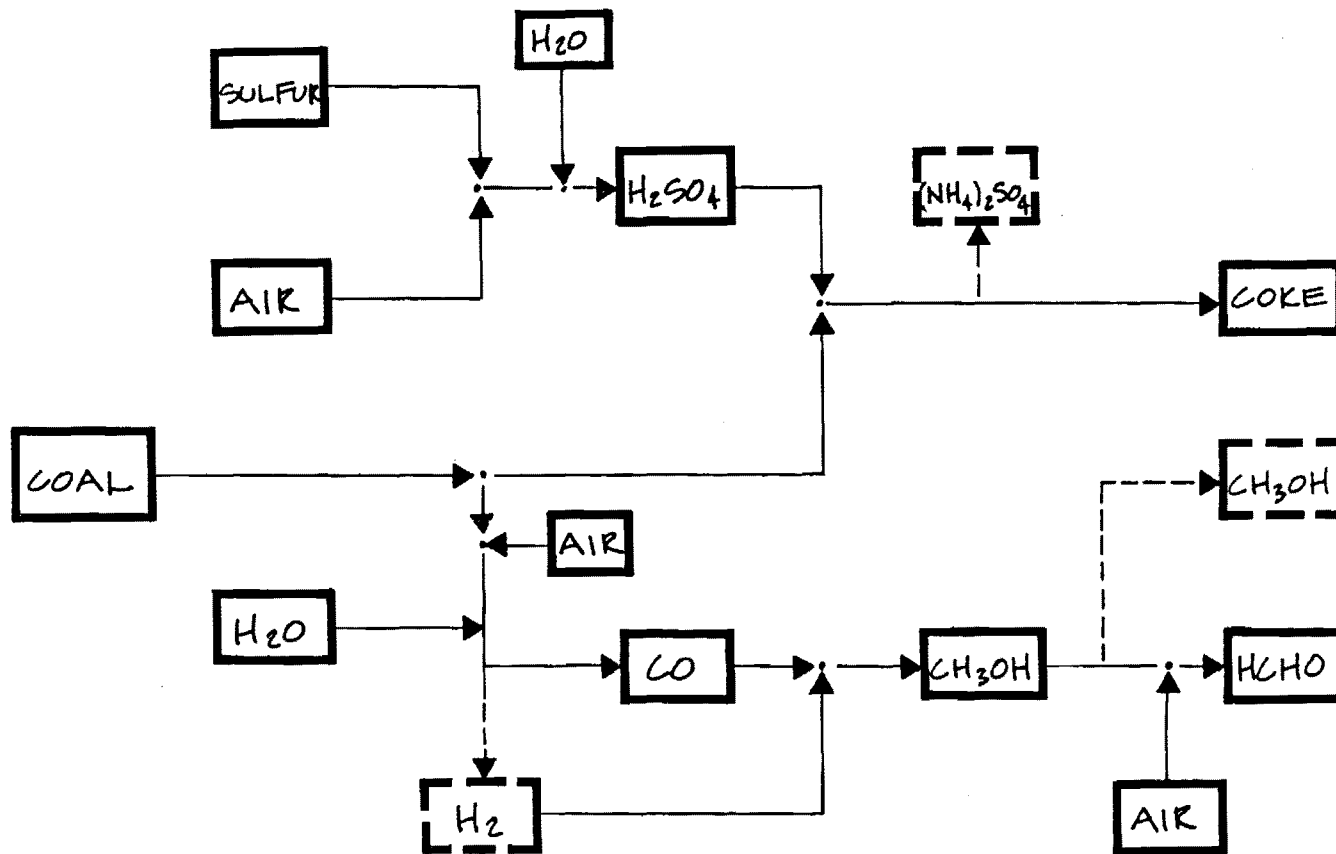 H₂O
SULFUR
H₂SO₄
(NH₄)₂SO₄
AIR
COKE
COAL
CH₃OH
AIR
H₂O
CO
CH₃OH
HCHO
H₂
AIR